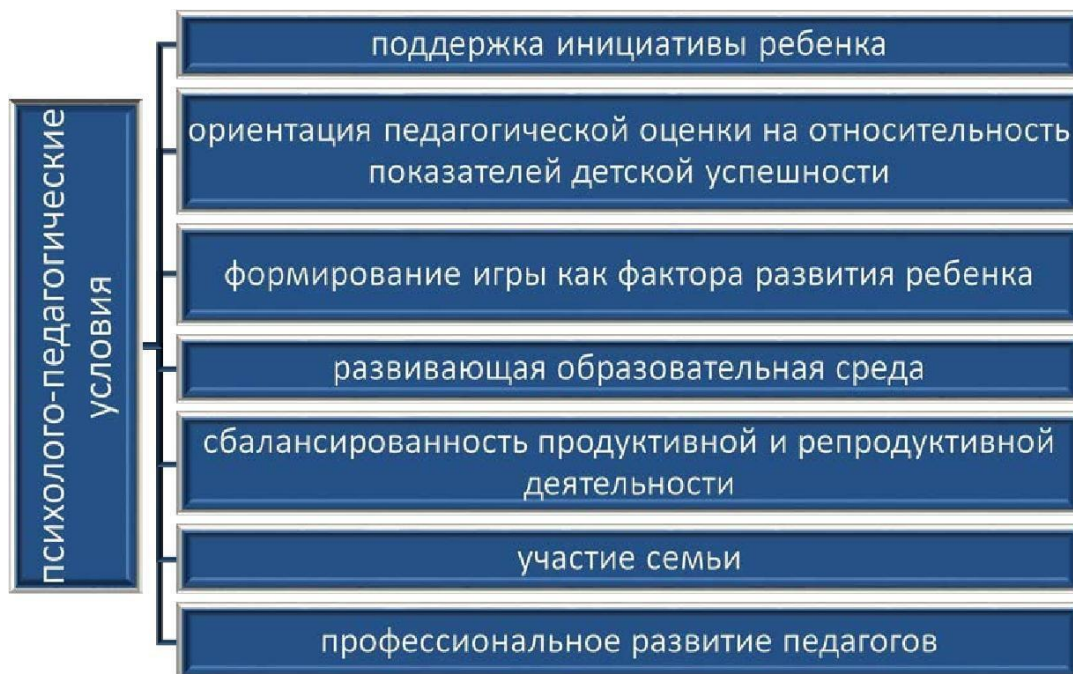 психолого-педагогические
условия
поддержка инициативы ребенка
ориентация педагогической оценки на относительность
показателей детской успешности
формирование игры как фактора развития ребенка
развивающая образовательная среда
сбалансированность продуктивной и репродуктивной
деятельности
участие семьи
профессиональное развитие педагогов